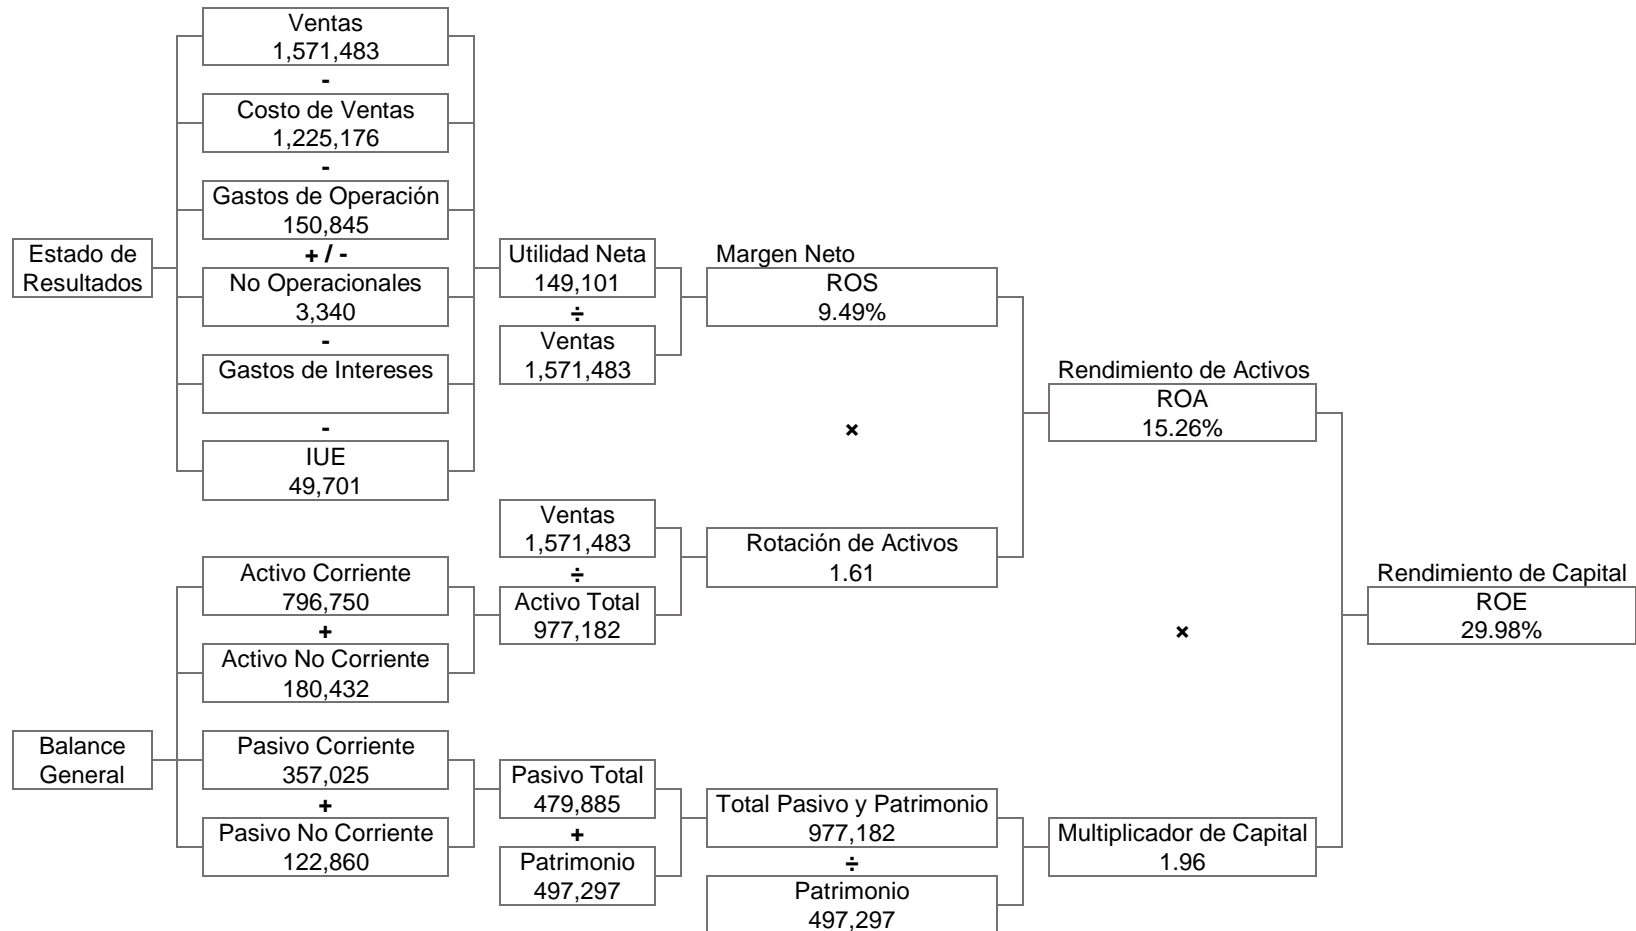 Ventas
1,571,483
-
Costo de Ventas
1,225,176
-
Gastos de Operación
150,845
+ / -
No Operacionales
3,340
-
Gastos de Intereses
-
IUE
49,701
Estado de
Resultados
Utilidad Neta
149,101
÷
Ventas
1,571,483
Margen Neto
ROS
9.49%
×
Rendimiento de Activos
ROA
15.26%
Ventas
1,571,483
÷
Activo Total
977,182
Rotación de Activos
1.61
Activo Corriente
796,750
+
Activo No Corriente
180,432
×
Rendimiento de Capital
ROE
29.98%
Balance
General
Pasivo Corriente
357,025
+
Pasivo No Corriente
122,860
Pasivo Total
479,885
+
Patrimonio
497,297
Total Pasivo y Patrimonio
977,182
÷
Patrimonio
497,297
Multiplicador de Capital
1.96